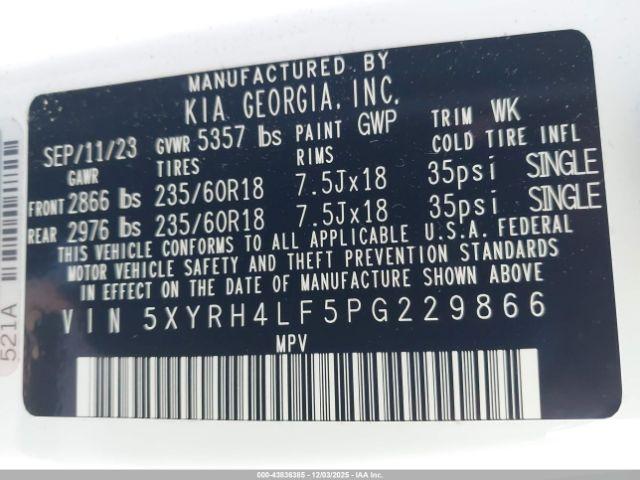 MANUFACTURED BY
KIA GEORGIA, INC.
SEP/11/23 GVWR 5357 lbs PAINT GWP TRIM WK
GAWR TIRES RIMS COLD TIRE INFL
FRONT 2866 lbs 235/60R18 7.5Jx18 35psi SINGLE
REAR 2976 lbs 235/60R18 7.5Jx18 35psi SINGLE
THIS VEHICLE CONFORMS TO ALL APPLICABLE U.S.A. FEDERAL
MOTOR VEHICLE SAFETY AND THEFT PREVENTION STANDARDS
IN EFFECT ON THE DATE OF MANUFACTURE SHOWN ABOVE
VIN 5XYRH4LF5PG229866
MPV
521A
000-43836385 - 12/03/2025 - IAA Inc.